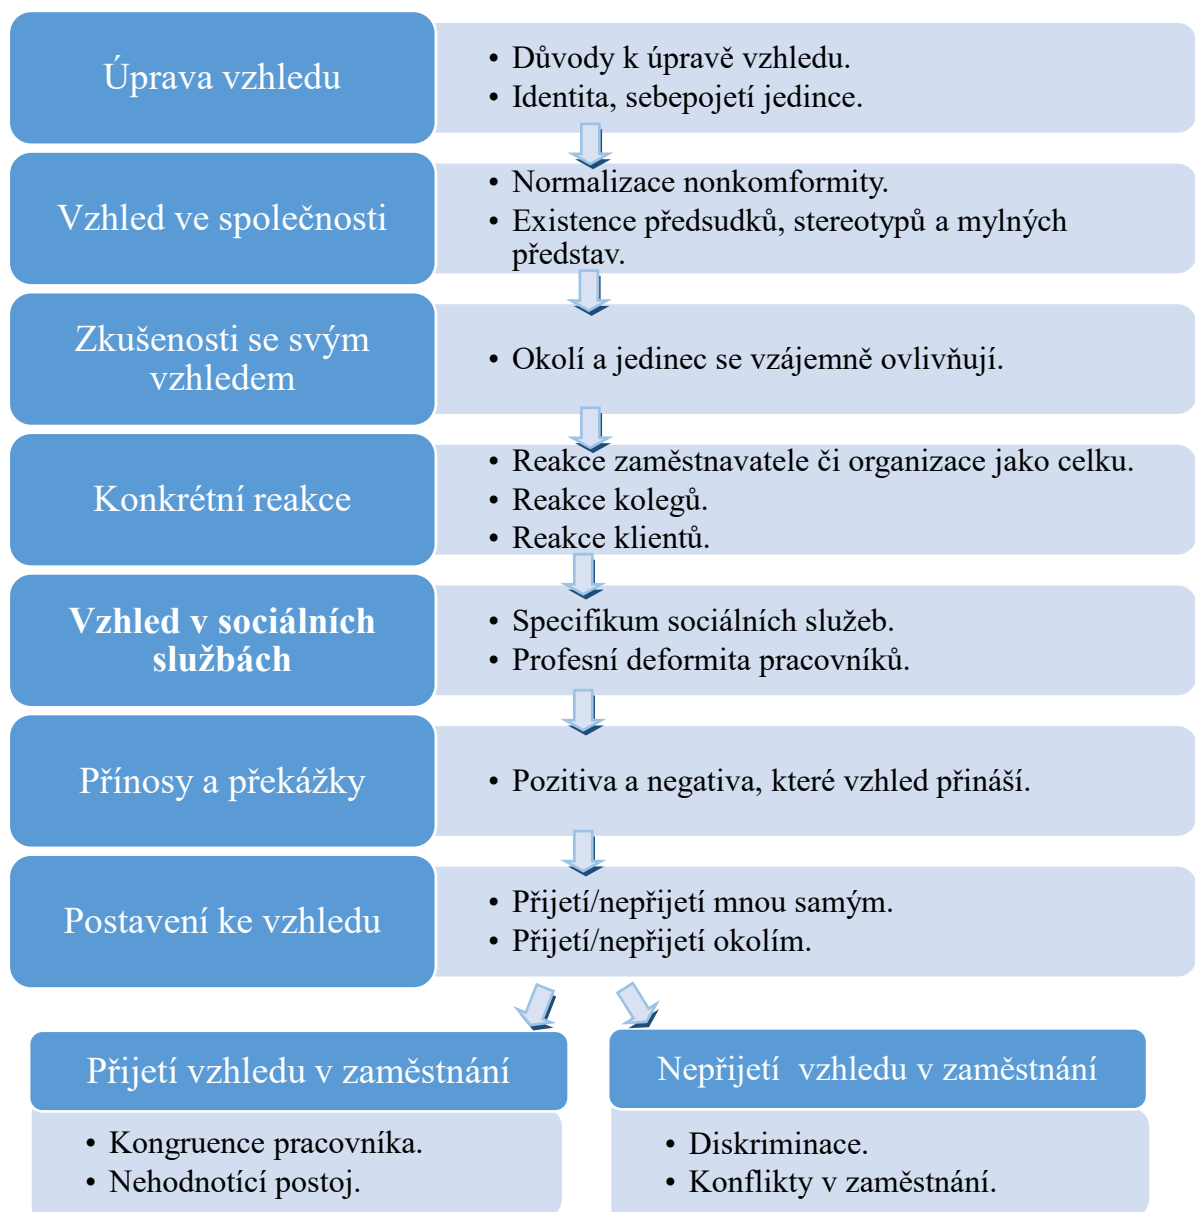 Úprava vzhledu
• Důvody k úpravě vzhledu.
• Identita, sebepojetí jedince.
Vzhled ve společnosti
• Normalizace nonkomformity.
• Existence předsudků, stereotypů a mylných
představ.
Zkušenosti se svým
vzhledem
• Okolí a jedinec se vzájemně ovlivňují.
Konkrétní reakce
• Reakce zaměstnavatele či organizace jako celku.
• Reakce kolegů.
• Reakce klientů.
Vzhled v sociálních
službách
• Specifikum sociálních služeb.
• Profesní deformita pracovníků.
Přínosy a překážky
• Pozitiva a negativa, které vzhled přináší.
Postavení ke vzhledu
• Přijetí/nepřijetí mnou samým.
• Přijetí/nepřijetí okolím.
Přijetí vzhledu v zaměstnání
• Kongruence pracovníka.
• Nehodnotící postoj.
Nepřijetí  vzhledu v zaměstnání
• Diskriminace.
• Konflikty v zaměstnání.